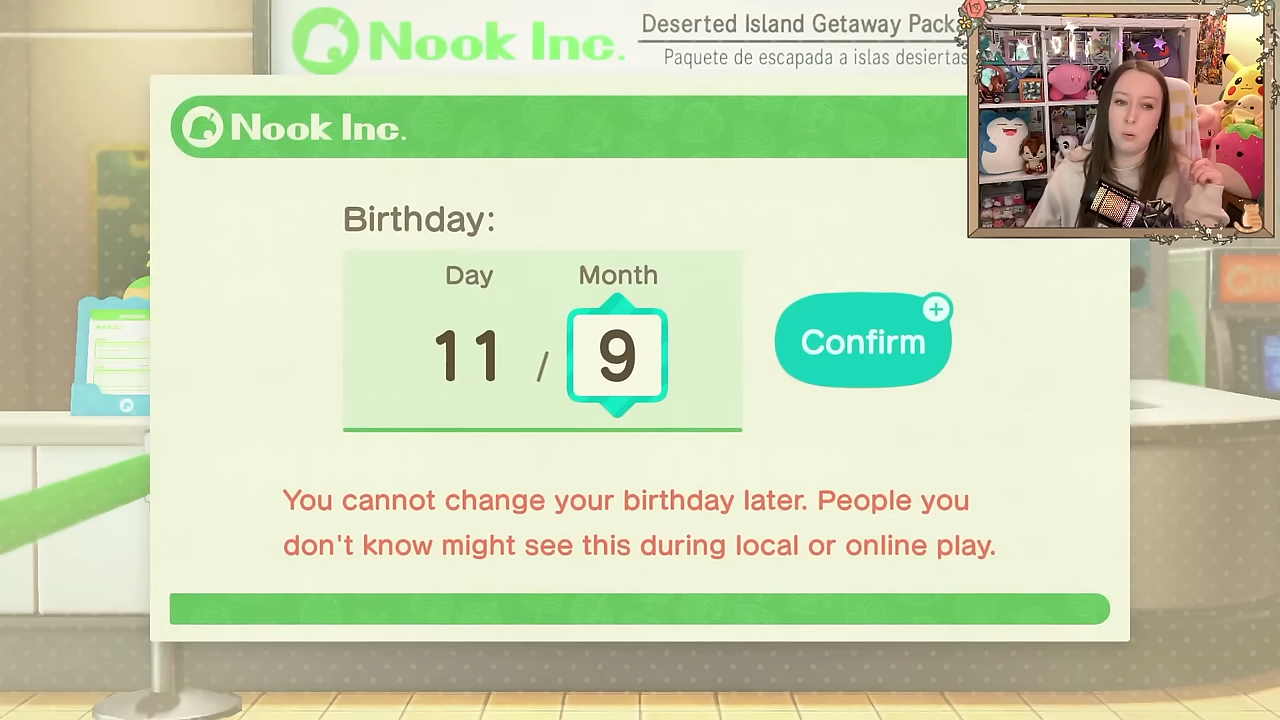 Nook Inc.
Deserted Island Getaway Pack
Paquete de escapada a islas desiertas
Nook Inc.
Birthday:
Day
Month
11 / 9
Confirm
You cannot change your birthday later. People you
don't know might see this during local or online play.